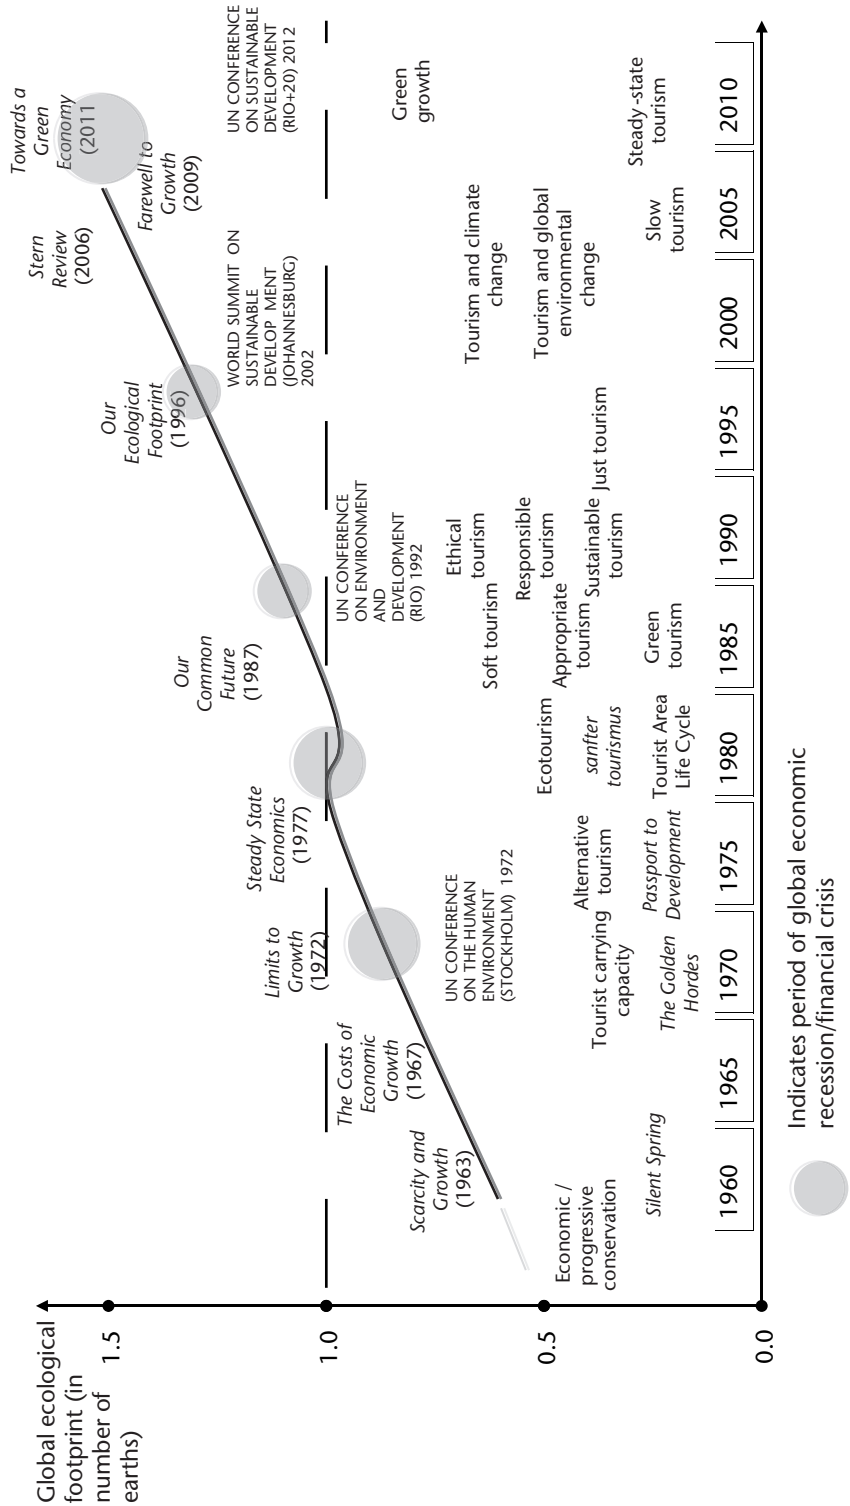 Global ecological
footprint (in
number of
earths)
1.5
1.0
0.5
0.0
Towards a
Green
Economy
(2011)
Farewell to
Growth
(2009)
Stern
Review
(2006)
Our
Ecological
Footprint
(1996)
Our
Common
Future
(1987)
Steady State
Economics
(1977)
Limits to
Growth
(1972)
The Costs of
Economic
Growth
(1967)
Scarcity and
Growth
(1963)
UN CONFERENCE
ON THE HUMAN
ENVIRONMENT
(STOCKHOLM) 1972
UN CONFERENCE
ON ENVIRONMENT
AND
DEVELOPMENT
(RIO) 1992
WORLD SUMMIT ON
SUSTAINABLE
DEVELOP MENT
(JOHANNESBURG)
2002
UN CONFERENCE
ON SUSTAINABLE
DEVELOPMENT
(RIO+20) 2012
Economic /
progressive
conservation
Silent Spring
Tourist carrying
capacity
The Golden
Hordes
Alternative
tourism
Passport to
Development
Ecotourism
sanfter
tourismus
Tourist Area
Life Cycle
Soft tourism
Appropriate
tourism
Green
tourism
Ethical
tourism
Responsible
tourism
Sustainable
tourism
Just tourism
Tourism and climate
change
Tourism and global
environmental
change
Slow
tourism
Green
growth
Steady-state
tourism
1960
1965
1970
1975
1980
1985
1990
1995
2000
2005
2010
Indicates period of global economic
recession/financial crisis